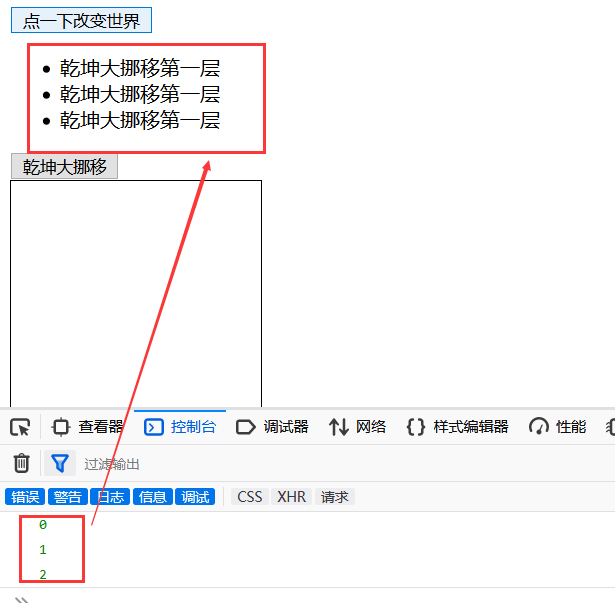 点一下改变世界
乾坤大挪移第一层
乾坤大挪移第一层
乾坤大挪移第一层
乾坤大挪移
查看器 控制台 调试器 网络 {} 样式编辑器 性能
过滤输出
错误 警告 日志 信息 调试 CSS XHR 请求
0
1
2